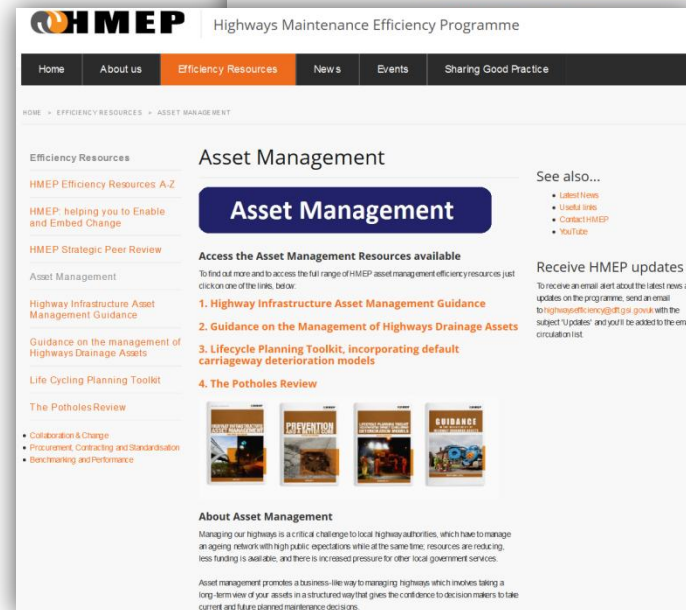 HMEP Highways Maintenance Efficiency Programme
Home About us Efficiency Resources News Events Sharing Good Practice
HOME > EFFICIENCY RESOURCES > ASSET MANAGEMENT
Efficiency Resources
HMEP Efficiency Resources A-Z
HMEP: helping you to Enable
and Embed Change
HMEP Strategic Peer Review
Asset Management
Highway Infrastructure Asset
Management Guidance
Guidance on the management of
Highways Drainage Assets
Life Cycling Planning Toolkit
The Potholes Review
Collaboration & Change
Procurement, Contracting and Standardisation
Benchmarking and Performance
Asset Management
Asset Management
Access the Asset Management Resources available
To find out more and to access the full range of HMEP asset management efficiency resources just
click on one of the links, below:
1. Highway Infrastructure Asset Management Guidance
2. Guidance on the Management of Highways Drainage Assets
3. Lifecycle Planning Toolkit, incorporating default
carriageway deterioration models
4. The Potholes Review
PREVENTION
GUIDANCE
About Asset Management
Managing our highways is a critical challenge to local highway authorities, which have to manage
an ageing network with high public expectations while at the same time; resources are reducing,
less funding is available, and there is increased pressure for other local government services.
Asset management promotes a business-like way to managing highways which involves taking a
long-term view of your assets in a structured way that gives the confidence to decision makers to take
current and future planned maintenance decisions.
See also...
Latest News
Useful links
Contact HMEP
YouTube
Receive HMEP updates
To receive an email alert about the latest news a
updates on the programme, send an email
to highwaysefficiency@dft.gsi.gov.uk with the
subject 'Updates' and you'll be added to the em
circulation list.